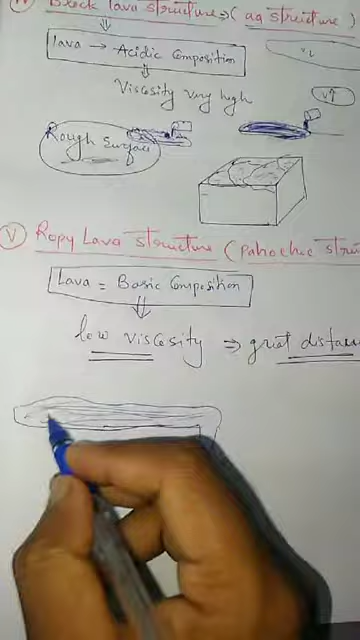 IV Block lava structure ⇒ (aa structure)
lava → Acidic Composition
Viscosity very high
V↑
Rough Surface
V Ropy Lava structure (pahoehoe stru
Lava = Basic Composition
low viscosity ⇒ great distan